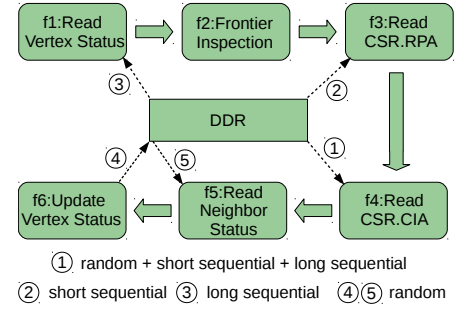 f1:Read
Vertex Status
f2:Frontier
Inspection
f3:Read
CSR.RPA
③
②
DDR
①
④
⑤
f6:Update
Vertex Status
f5:Read
Neighbor
Status
f4:Read
CSR.CIA
① random + short sequential + long sequential
② short sequential ③ long sequential ④⑤ random